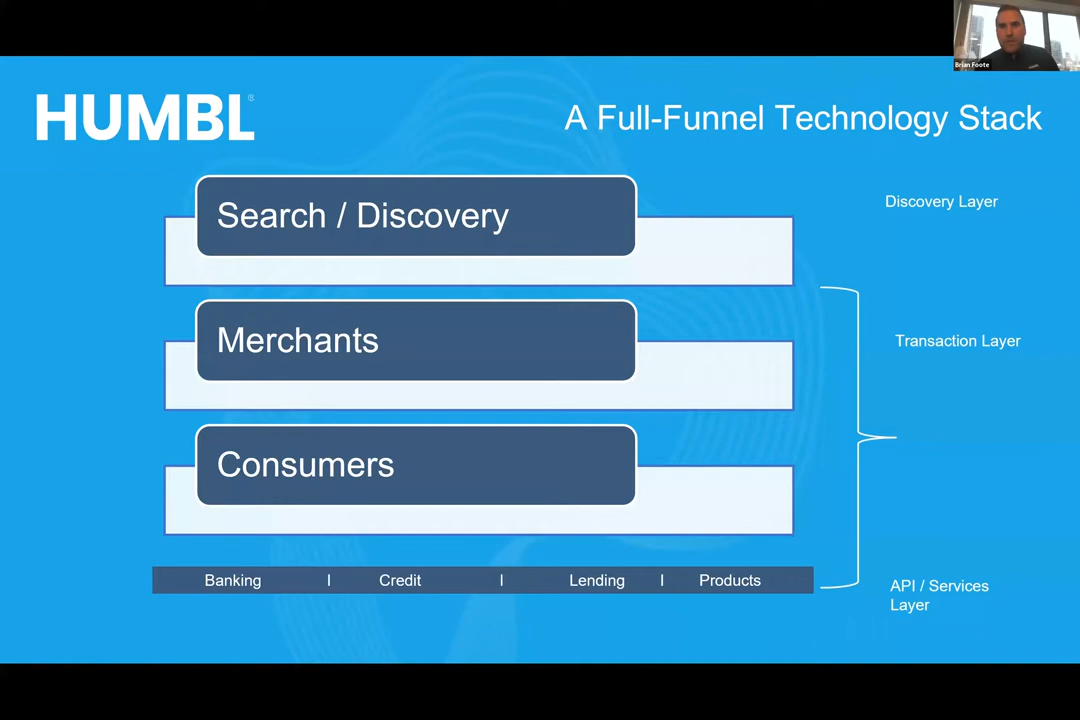 Brian Foote
HUMBL®
A Full-Funnel Technology Stack
Search / Discovery
Discovery Layer
Merchants
Transaction Layer
Consumers
Banking | Credit | Lending | Products
API / Services
Layer